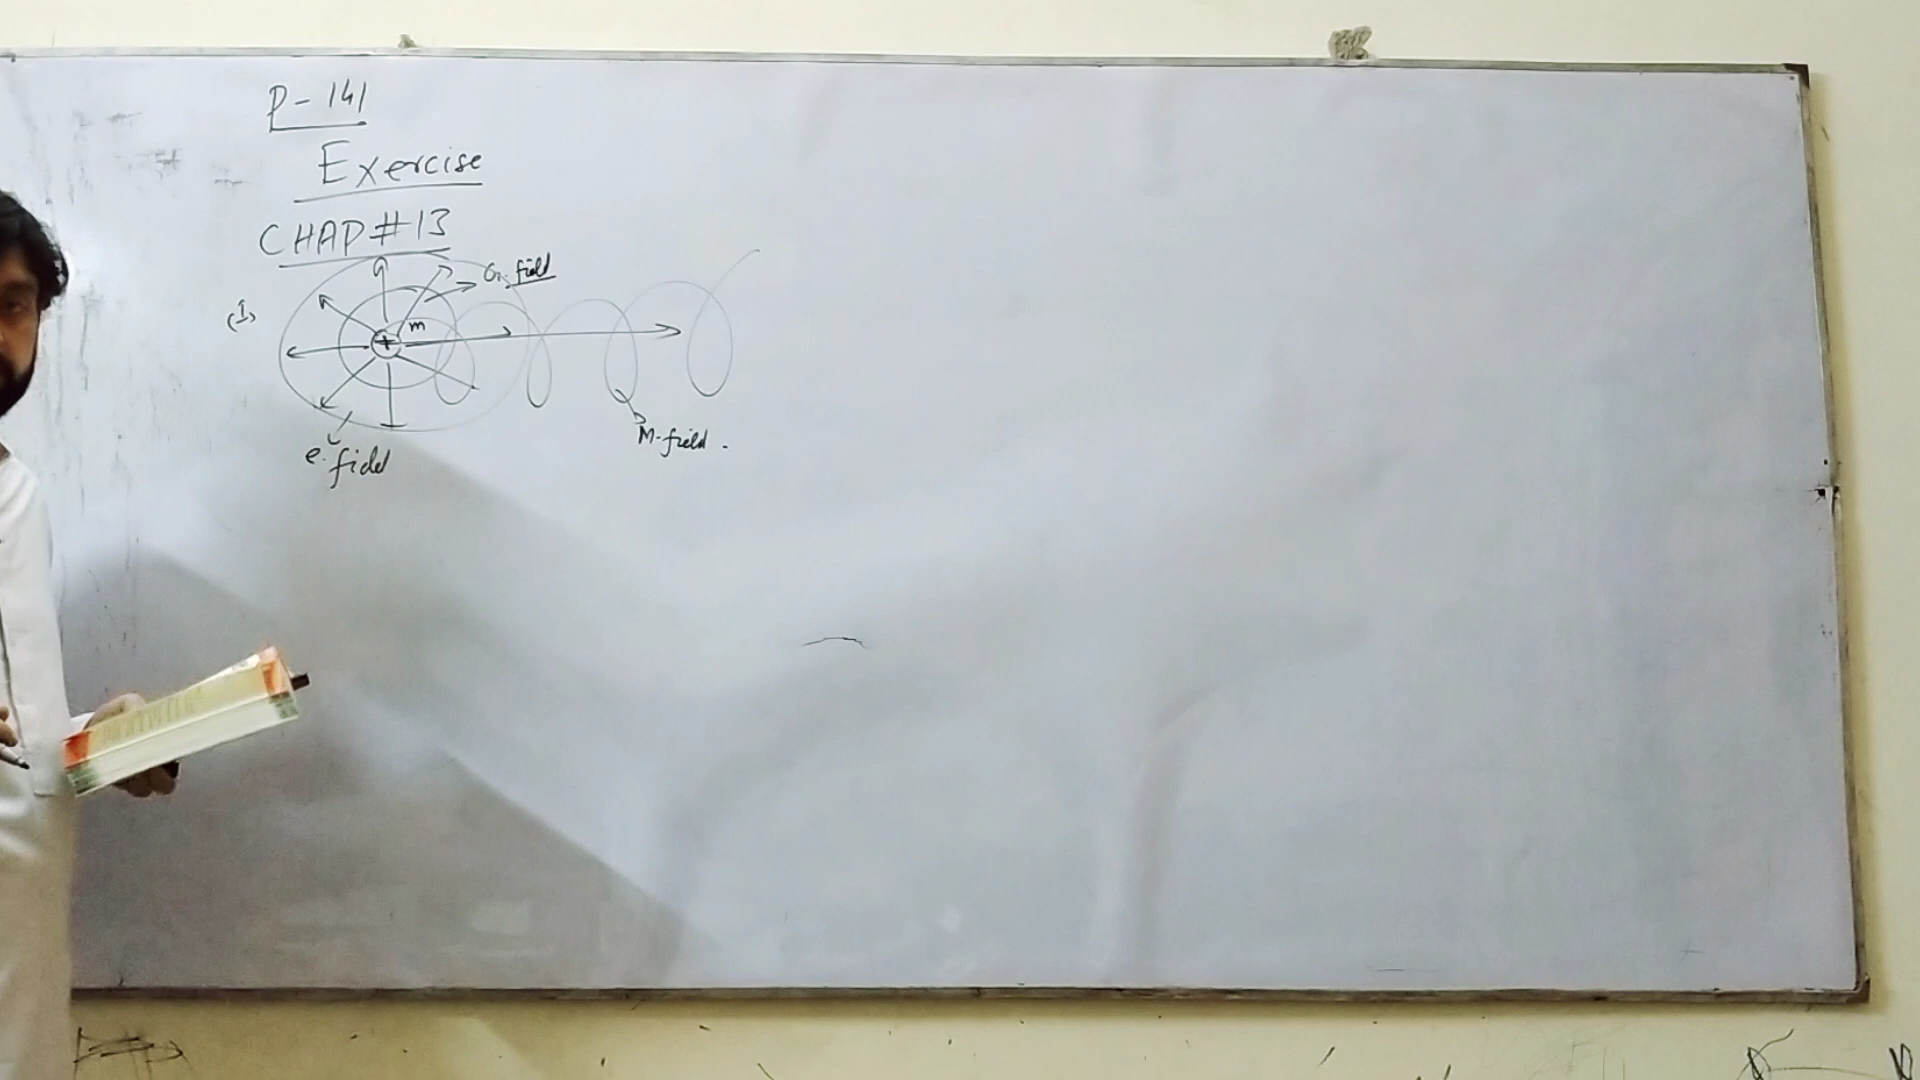 P-141
Exercise
CHAP#13
G. field
(1)
m
+
M-field.
e. field